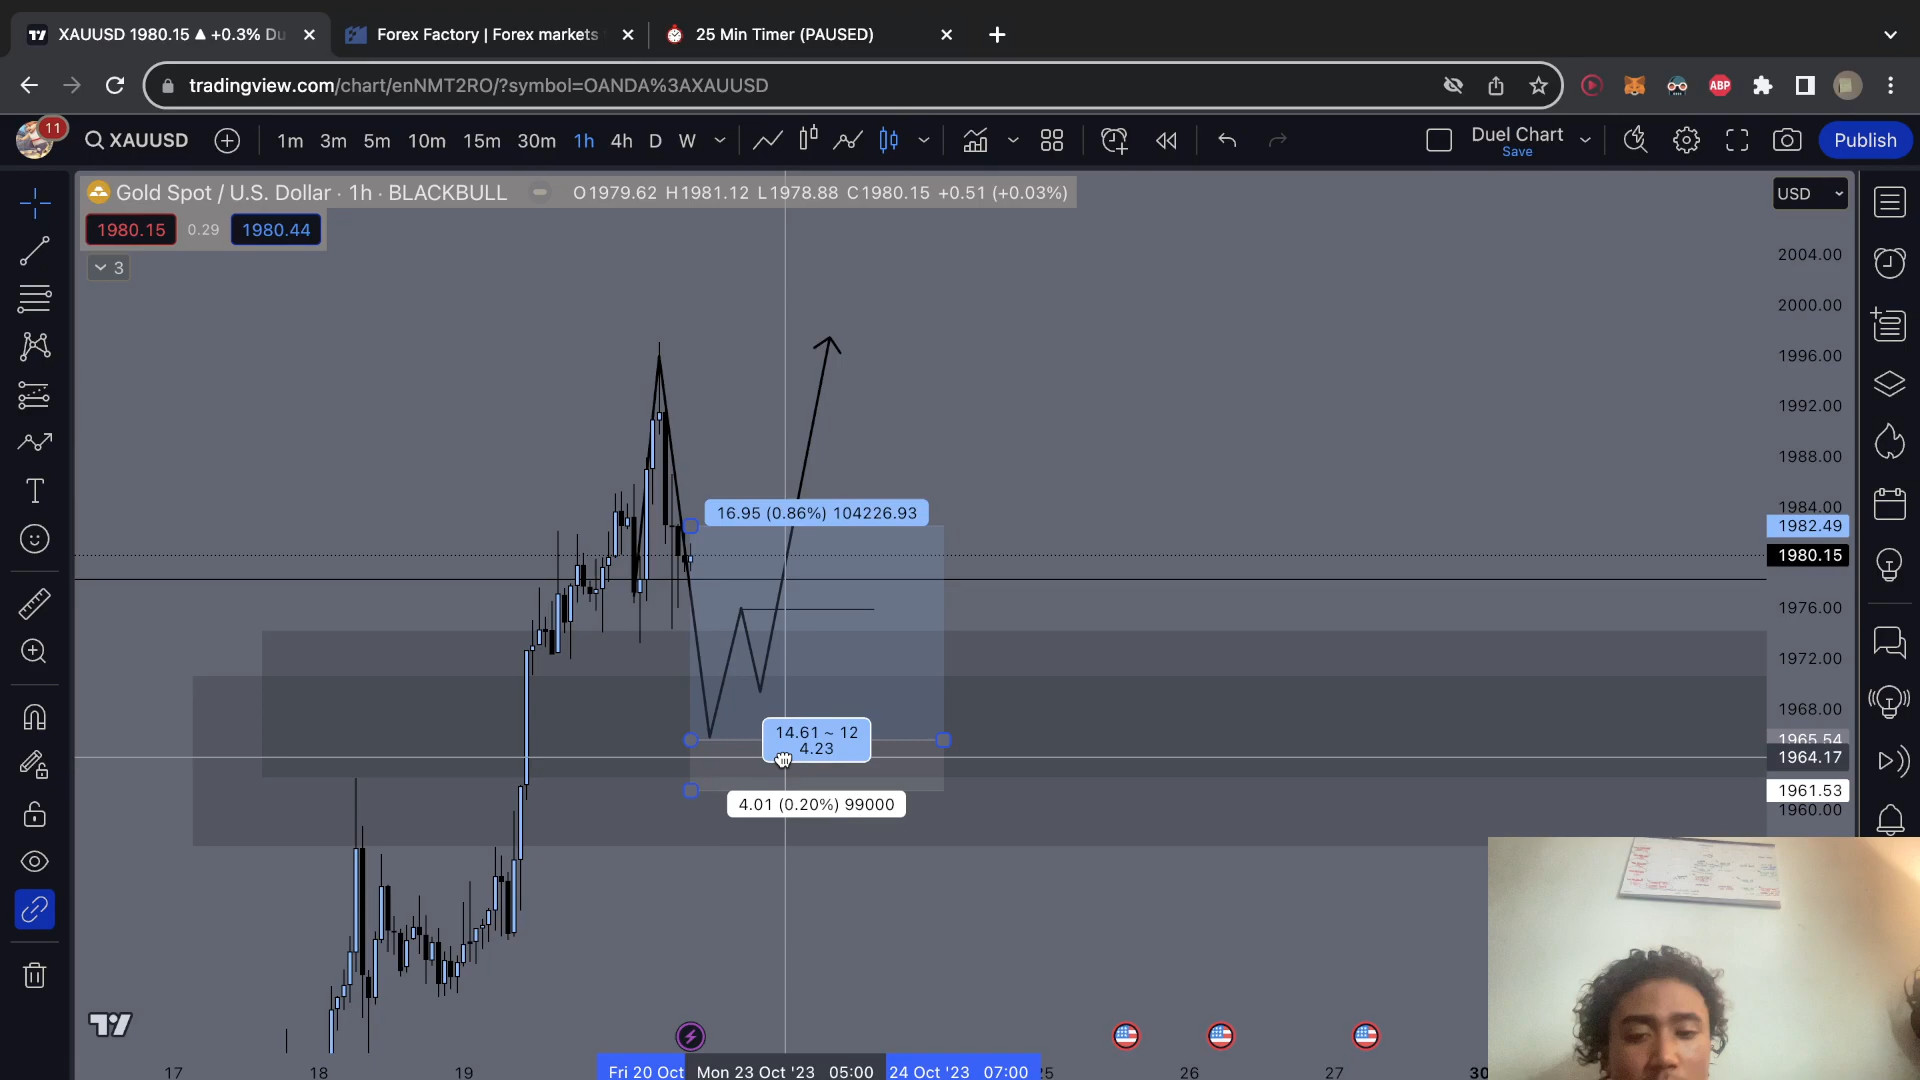 XAUUSD 1980.15 ▲ +0.3% Du
Forex Factory | Forex markets
25 Min Timer (PAUSED)
tradingview.com/chart/enNMT2RO/?symbol=OANDA%3AXAUUSD
ABP
11
XAUUSD
1m 3m 5m 10m 15m 30m 1h 4h D W
Duel Chart
Save
Publish
Gold Spot / U.S. Dollar · 1h · BLACKBULL
O1979.62 H1981.12 L1978.88 C1980.15 +0.51 (+0.03%)
USD
1980.15 0.29 1980.44
3
2004.00
2000.00
1996.00
1992.00
1988.00
1984.00
16.95 (0.86%) 104226.93
1982.49
1980.15
1976.00
1972.00
1968.00
14.61 ~ 12
4.23
1965.54
1964.17
1961.53
4.01 (0.20%) 99000
1960.00
17 18 19 Fri 20 Oct Mon 23 Oct '23 05:00 24 Oct '23 07:00 25 26 27 30